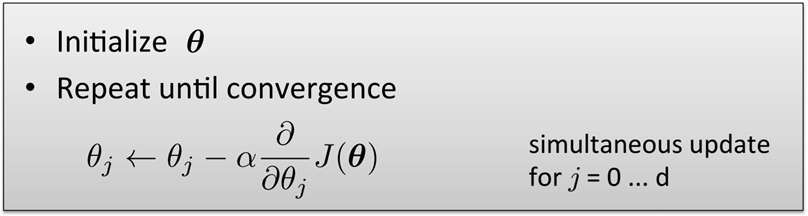 • Initialize θ
• Repeat until convergence
θ_j ← θ_j − α ∂/∂θ_j J(θ)
simultaneous update
for j = 0 ... d